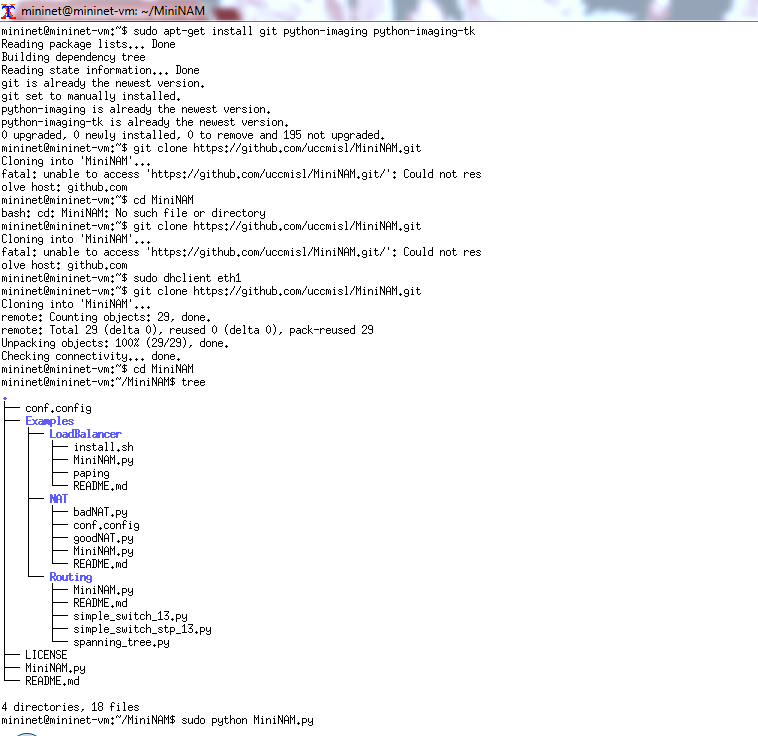 mininet@mininet-vm: ~/MiniNAM
mininet@mininet-vm:~$ sudo apt-get install git python-imaging python-imaging-tk
Reading package lists... Done
Building dependency tree
Reading state information... Done
git is already the newest version.
git set to manually installed.
python-imaging is already the newest version.
python-imaging-tk is already the newest version.
0 upgraded, 0 newly installed, 0 to remove and 195 not upgraded.
mininet@mininet-vm:~$ git clone https://github.com/uccmisl/MiniNAM.git
Cloning into 'MiniNAM'...
fatal: unable to access 'https://github.com/uccmisl/MiniNAM.git/': Could not res
olve host: github.com
mininet@mininet-vm:~$ cd MiniNAM
bash: cd: MiniNAM: No such file or directory
mininet@mininet-vm:~$ git clone https://github.com/uccmisl/MiniNAM.git
Cloning into 'MiniNAM'...
fatal: unable to access 'https://github.com/uccmisl/MiniNAM.git/': Could not res
olve host: github.com
mininet@mininet-vm:~$ sudo dhclient eth1
mininet@mininet-vm:~$ git clone https://github.com/uccmisl/MiniNAM.git
Cloning into 'MiniNAM'...
remote: Counting objects: 29, done.
remote: Total 29 (delta 0), reused 0 (delta 0), pack-reused 29
Unpacking objects: 100% (29/29), done.
Checking connectivity... done.
mininet@mininet-vm:~$ cd MiniNAM
mininet@mininet-vm:~/MiniNAM$ tree
.
├── conf.config
├── Examples
│   ├── LoadBalancer
│   │   ├── install.sh
│   │   ├── MiniNAM.py
│   │   ├── paping
│   │   └── README.md
│   ├── NAT
│   │   ├── badNAT.py
│   │   ├── conf.config
│   │   ├── goodNAT.py
│   │   ├── MiniNAM.py
│   │   └── README.md
│   └── Routing
│       ├── MiniNAM.py
│       ├── README.md
│       ├── simple_switch_13.py
│       ├── simple_switch_stp_13.py
│       └── spanning_tree.py
├── LICENSE
├── MiniNAM.py
└── README.md
4 directories, 18 files
mininet@mininet-vm:~/MiniNAM$ sudo python MiniNAM.py